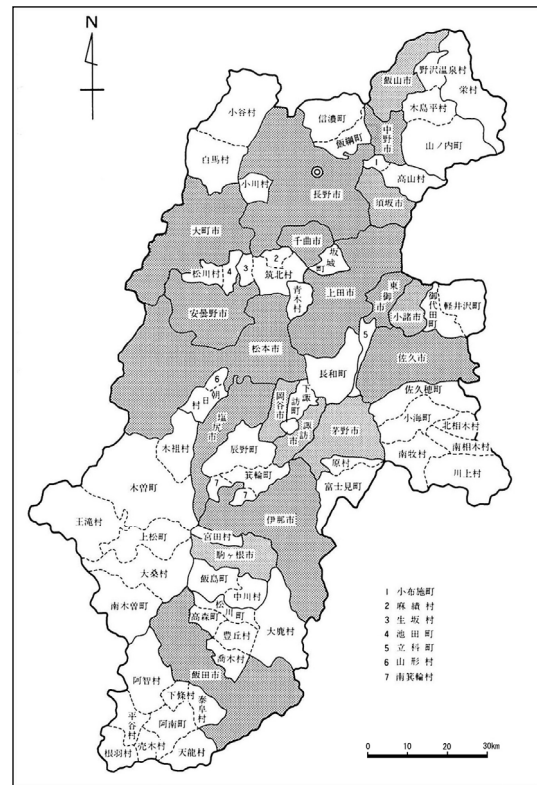 N
飯山市
野沢温泉村
栄村
木島平村
小谷村
信濃町
飯綱町
中野市
山ノ内町
白馬村
1
高山村
小川村
長野市
須坂市
大町市
千曲市
坂城町
松川村
4
3
2
筑北村
上田市
青木村
東御市
小諸市
御代田町
軽井沢町
安曇野市
松本市
5
佐久市
長和町
6
朝日村
塩尻市
岡谷市
下諏訪町
諏訪市
茅野市
佐久穂町
小海町
北相木村
南相木村
南牧村
川上村
木祖村
辰野町
原村
富士見町
箕輪町
7
7
木曽町
王滝村
上松町
伊那市
宮田村
駒ヶ根市
大桑村
飯島町
中川村
南木曽町
松川町
高森町
大鹿村
豊丘村
喬木村
飯田市
阿智村
下條村
泰阜村
平谷村
阿南町
売木村
天龍村
根羽村
1 小布施町
2 麻績村
3 生坂村
4 池田町
5 立科町
6 山形村
7 南箕輪村
0 10 20 30km